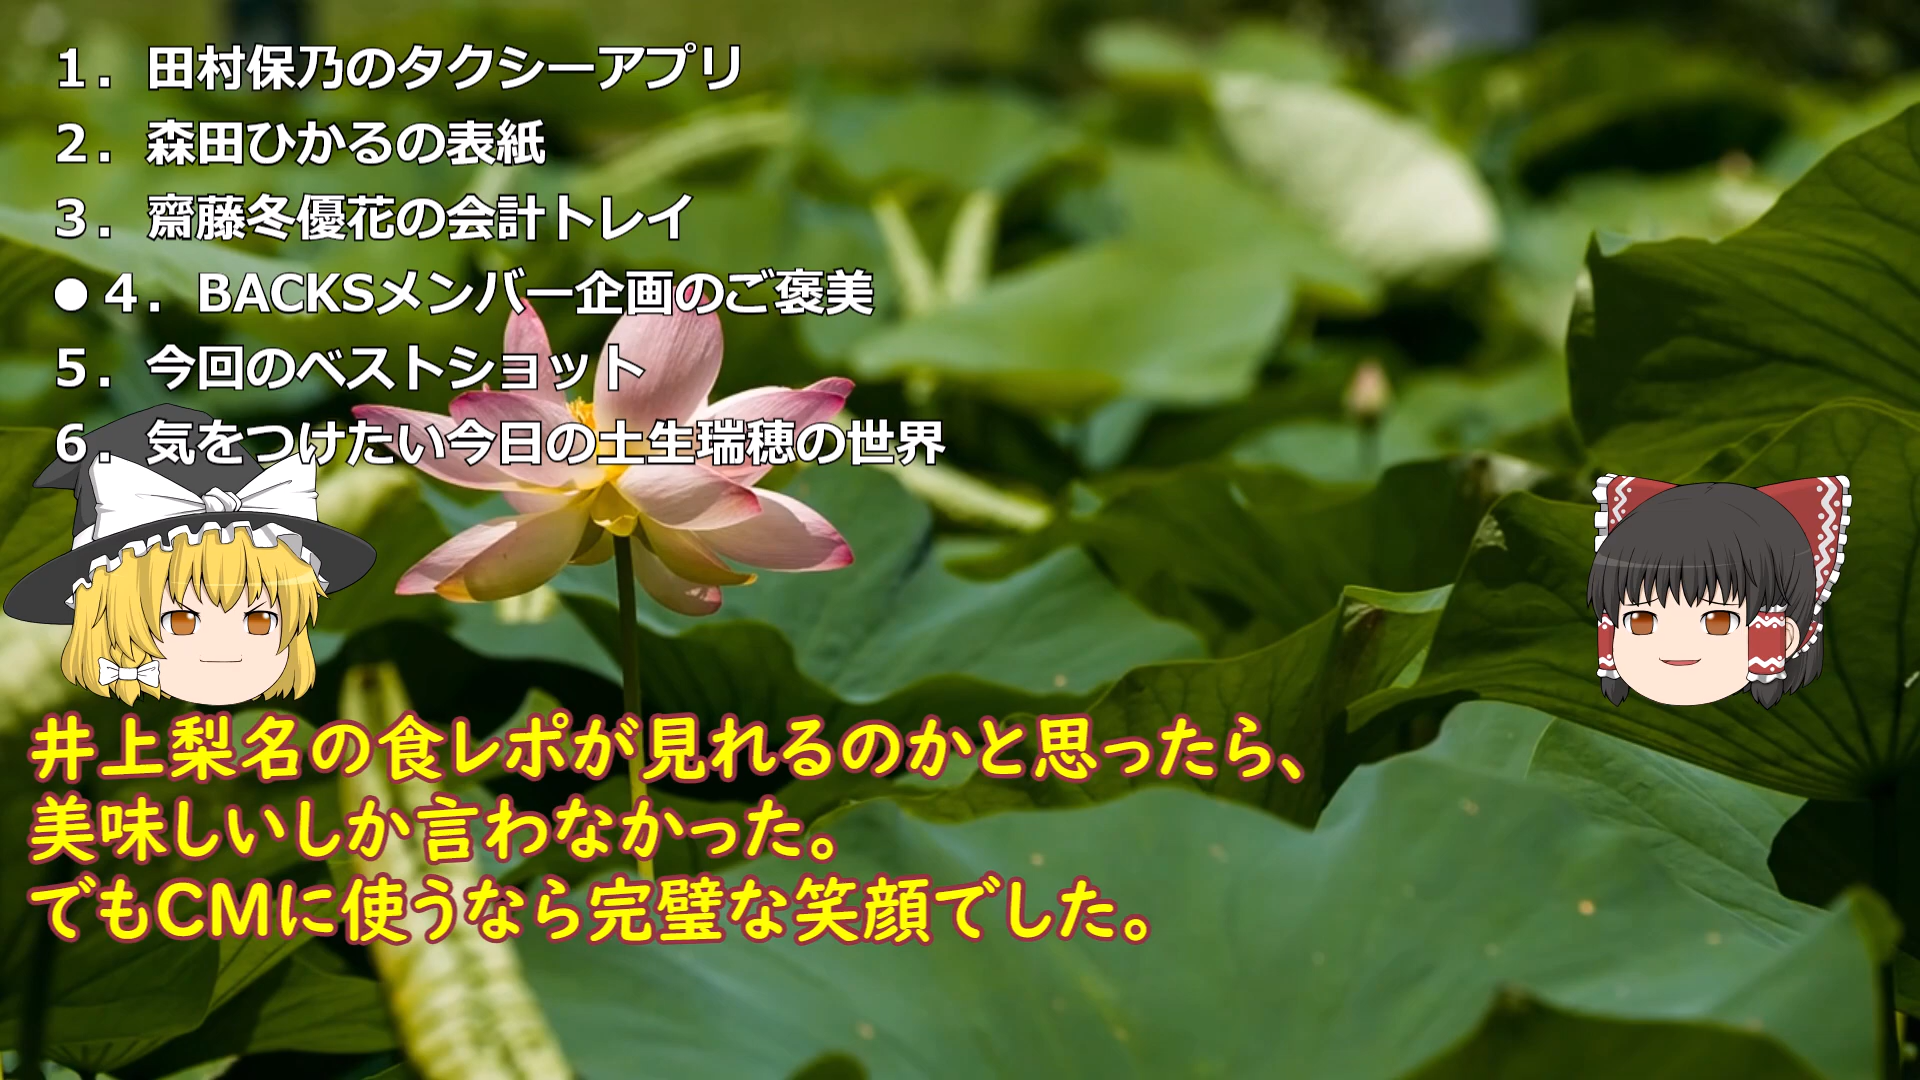 １．田村保乃のタクシーアプリ
２．森田ひかるの表紙
３．齋藤冬優花の会計トレイ
●４．BACKSメンバー企画のご褒美
５．今回のベストショット
６．気をつけたい今日の土生瑞穂の世界
井上梨名の食レポが見れるのかと思ったら、
美味しいしか言わなかった。
でもCMに使うなら完璧な笑顔でした。